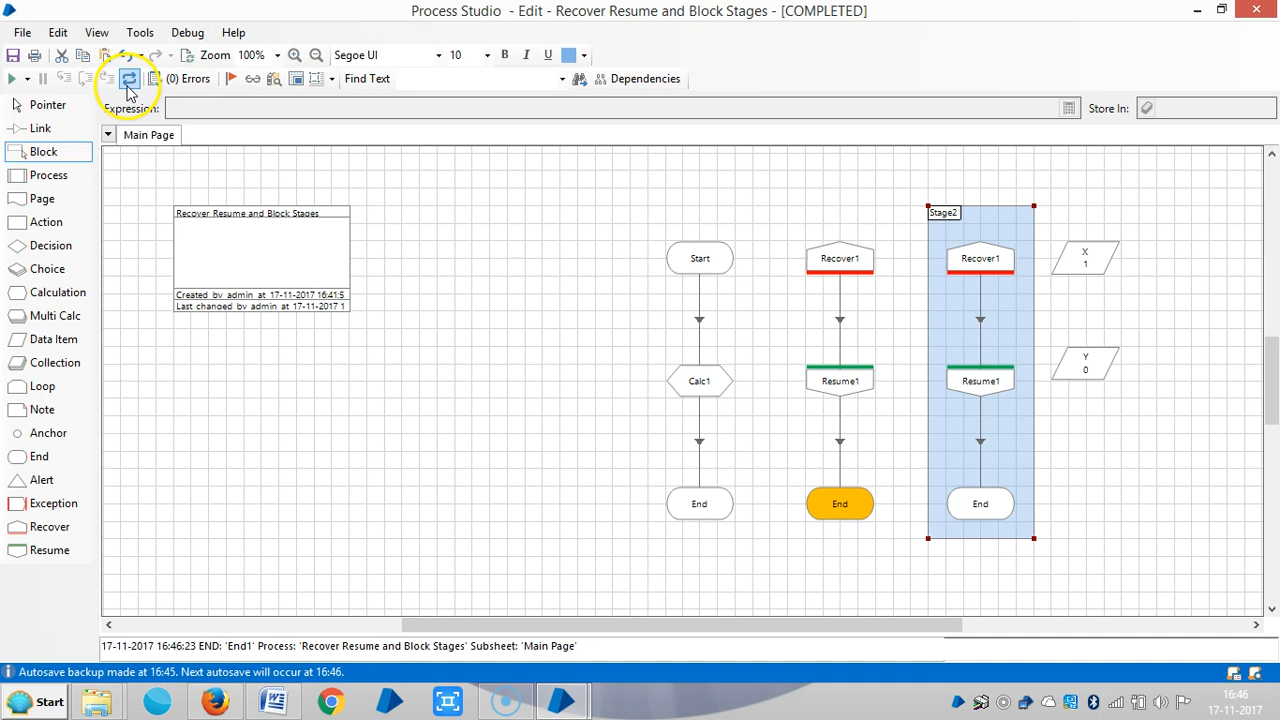 Process Studio - Edit - Recover Resume and Block Stages - [COMPLETED]
File Edit View Tools Debug Help
Zoom 100% Segoe UI 10 B I U
(0) Errors Find Text Dependencies
Expression: Store In:
Pointer
Link
Block
Process
Page
Action
Decision
Choice
Calculation
Multi Calc
Data Item
Collection
Loop
Note
Anchor
End
Alert
Exception
Recover
Resume
Main Page
Recover Resume and Block Stages
Created by admin at 17-11-2017 16:41:5
Last changed by admin at 17-11-2017 1
Start
Calc1
End
Recover1
Resume1
End
Stage2
Recover1
Resume1
End
X
1
Y
0
17-11-2017 16:46:23 END: 'End1' Process: 'Recover Resume and Block Stages' Subsheet: 'Main Page'
Autosave backup made at 16:45. Next autosave will occur at 16:46.
Start
16:46
17-11-2017